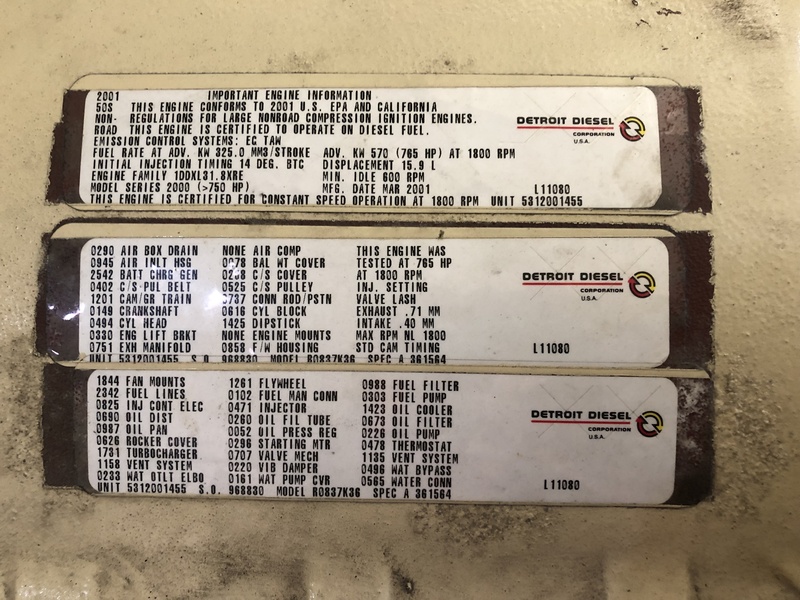 2001 IMPORTANT ENGINE INFORMATION
50S THIS ENGINE CONFORMS TO 2001 U.S. EPA AND CALIFORNIA
NON- REGULATIONS FOR LARGE NONROAD COMPRESSION IGNITION ENGINES.
ROAD THIS ENGINE IS CERTIFIED TO OPERATE ON DIESEL FUEL.
EMISSION CONTROL SYSTEMS: EC TAW
FUEL RATE AT ADV. KW 325.0 MM3/STROKE ADV. KW 570 (765 HP) AT 1800 RPM
INITIAL INJECTION TIMING 14 DEG. BTC DISPLACEMENT 15.9 L
ENGINE FAMILY 1DDXL31.8XRE MIN. IDLE 600 RPM
MODEL SERIES 2000 (>750 HP) MFG. DATE MAR 2001 L11080
THIS ENGINE IS CERTIFIED FOR CONSTANT SPEED OPERATION AT 1800 RPM UNIT 5312001455
DETROIT DIESEL
CORPORATION
U.S.A.
0290 AIR BOX DRAIN NONE AIR COMP THIS ENGINE WAS
0945 AIR INLT HSG BAL WT COVER TESTED AT 765 HP
2542 BATT CHRG GEN C/S COVER AT 1800 RPM
0402 C/S PUL BELT 0525 C/S PULLEY INJ. SETTING
1201 CAM/GR TRAIN 0737 CONN ROD/PSTN VALVE LASH
0149 CRANKSHAFT 0616 CYL BLOCK EXHAUST .71 MM
0494 CYL HEAD 1425 DIPSTICK INTAKE .40 MM
0330 ENG LIFT BRKT NONE ENGINE MOUNTS MAX RPM NL 1800
0751 EXH MANIFOLD 0858 F/W HOUSING STD CAM TIMING L11080
UNIT 5312001455 S.O. 968830 MODEL R0837K36 SPEC A 361564
DETROIT DIESEL
CORPORATION
U.S.A.
1844 FAN MOUNTS 1261 FLYWHEEL 0988 FUEL FILTER
2342 FUEL LINES 0102 FUEL MAN CONN 0303 FUEL PUMP
0825 INJ CONT ELEC 0471 INJECTOR 1423 OIL COOLER
0690 OIL DIST 0260 OIL FIL TUBE 0673 OIL FILTER
0987 OIL PAN 0052 OIL PRESS REG 0226 OIL PUMP
0626 ROCKER COVER 0296 STARTING MTR 0478 THERMOSTAT
1731 TURBOCHARGER 0707 VALVE MECH 1135 VENT SYSTEM
1158 VENT SYSTEM 0220 VIB DAMPER 0496 WAT BYPASS
0233 WAT OTLT ELBO 0161 WAT PUMP CVR 0565 WATER CONN L11080
UNIT 5312001455 S.O. 968830 MODEL R0837K36 SPEC A 361564
DETROIT DIESEL
CORPORATION
U.S.A.